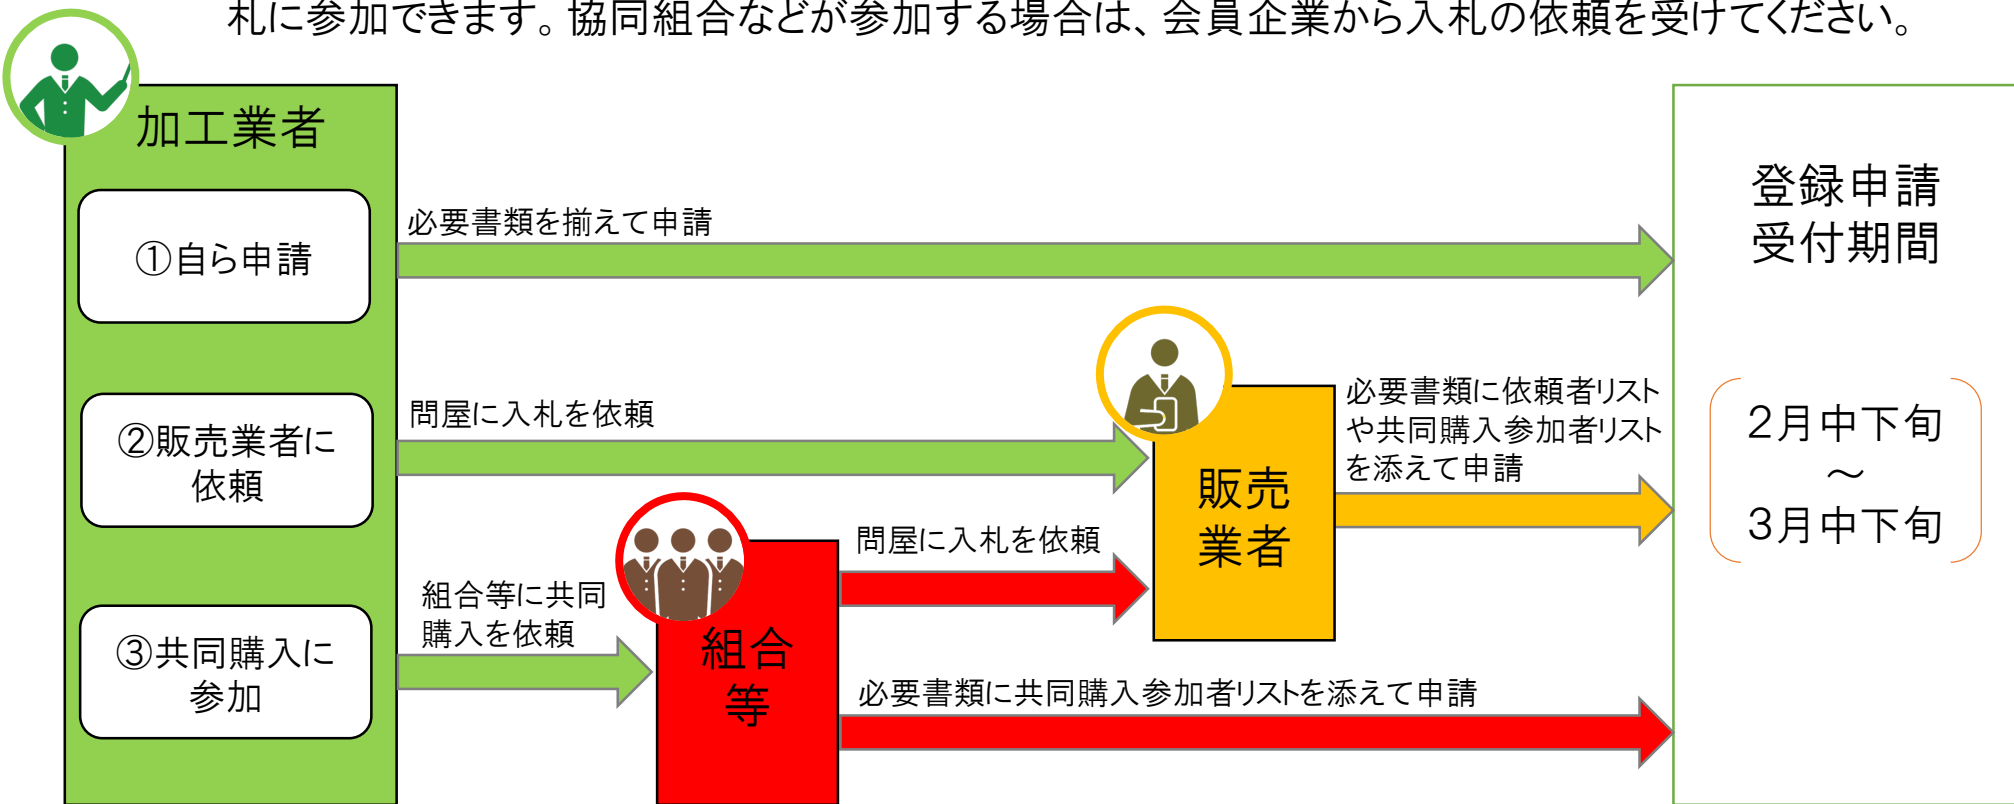 札に参加できます。協同組合などが参加する場合は、会員企業から入札の依頼を受けてください。
加工業者
①自ら申請
必要書類を揃えて申請
登録申請
受付期間
②販売業者に
依頼
問屋に入札を依頼
販売
業者
必要書類に依頼者リスト
や共同購入参加者リスト
を添えて申請
2月中下旬
～
3月中下旬
③共同購入に
参加
組合等に共同
購入を依頼
組合
等
問屋に入札を依頼
必要書類に共同購入参加者リストを添えて申請